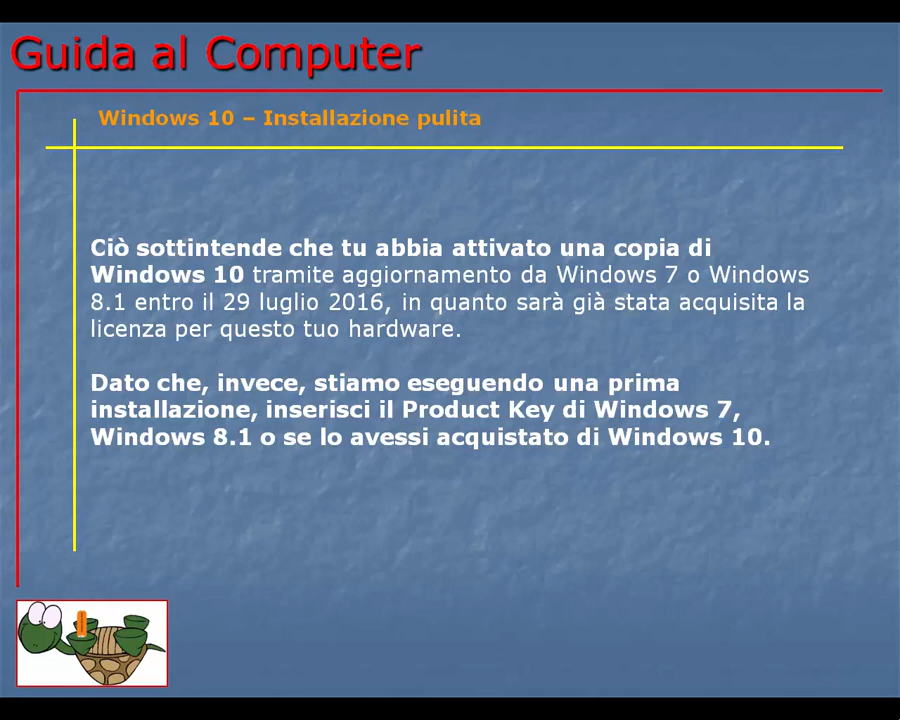 Guida al Computer
Windows 10 – Installazione pulita
Ciò sottintende che tu abbia attivato una copia di
Windows 10 tramite aggiornamento da Windows 7 o Windows
8.1 entro il 29 luglio 2016, in quanto sarà già stata acquisita la
licenza per questo tuo hardware.
Dato che, invece, stiamo eseguendo una prima
installazione, inserisci il Product Key di Windows 7,
Windows 8.1 o se lo avessi acquistato di Windows 10.